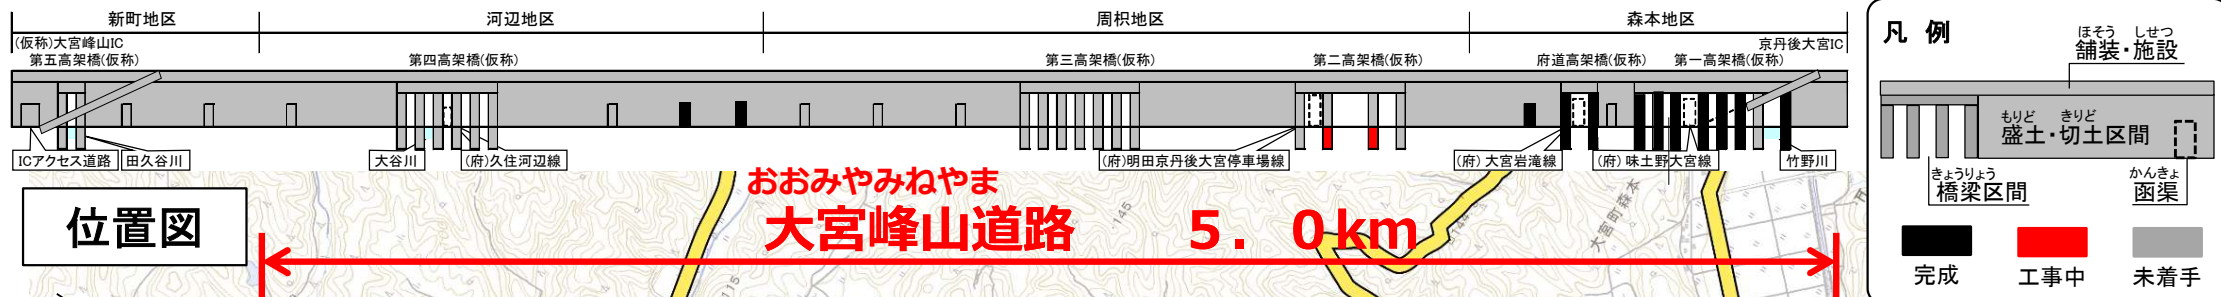 新町地区
河辺地区
周枳地区
森本地区
(仮称)大宮峰山IC
京丹後大宮IC
第五高架橋(仮称)
第四高架橋(仮称)
第三高架橋(仮称)
第二高架橋(仮称)
府道高架橋(仮称)
第一高架橋(仮称)
ICアクセス道路
田久谷川
大谷川
(府)久住河辺線
(府)明田京丹後大宮停車場線
(府)大宮岩滝線
(府)味土野大宮線
竹野川
位置図
おおみやみねやま
大宮峰山道路 5．0km
145
144
115
大宮町森本
凡 例
ほそう しせつ
舗装・施設
もりど きりど
盛土・切土区間
きょうりょう
橋梁区間
かんきょ
函渠
完成
工事中
未着手